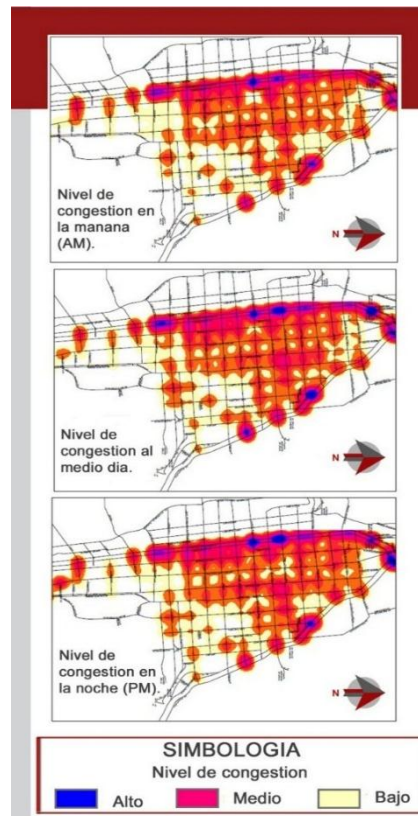 Nivel de
congestion en
la manana
(AM).
N
Nivel de
congestion al
medio dia.
N
Nivel de
congestion en
la noche (PM).
N
SIMBOLOGIA
Nivel de congestion
Alto Medio Bajo